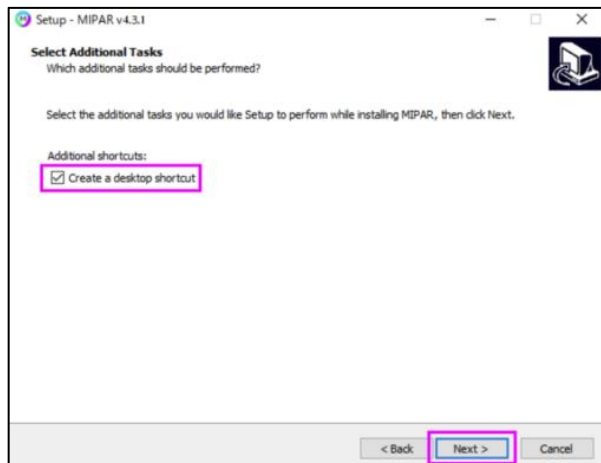 Setup - MIPAR v4.3.1
Select Additional Tasks
Which additional tasks should be performed?
Select the additional tasks you would like Setup to perform while installing MIPAR, then click Next.
Additional shortcuts:
Create a desktop shortcut
< Back Next > Cancel